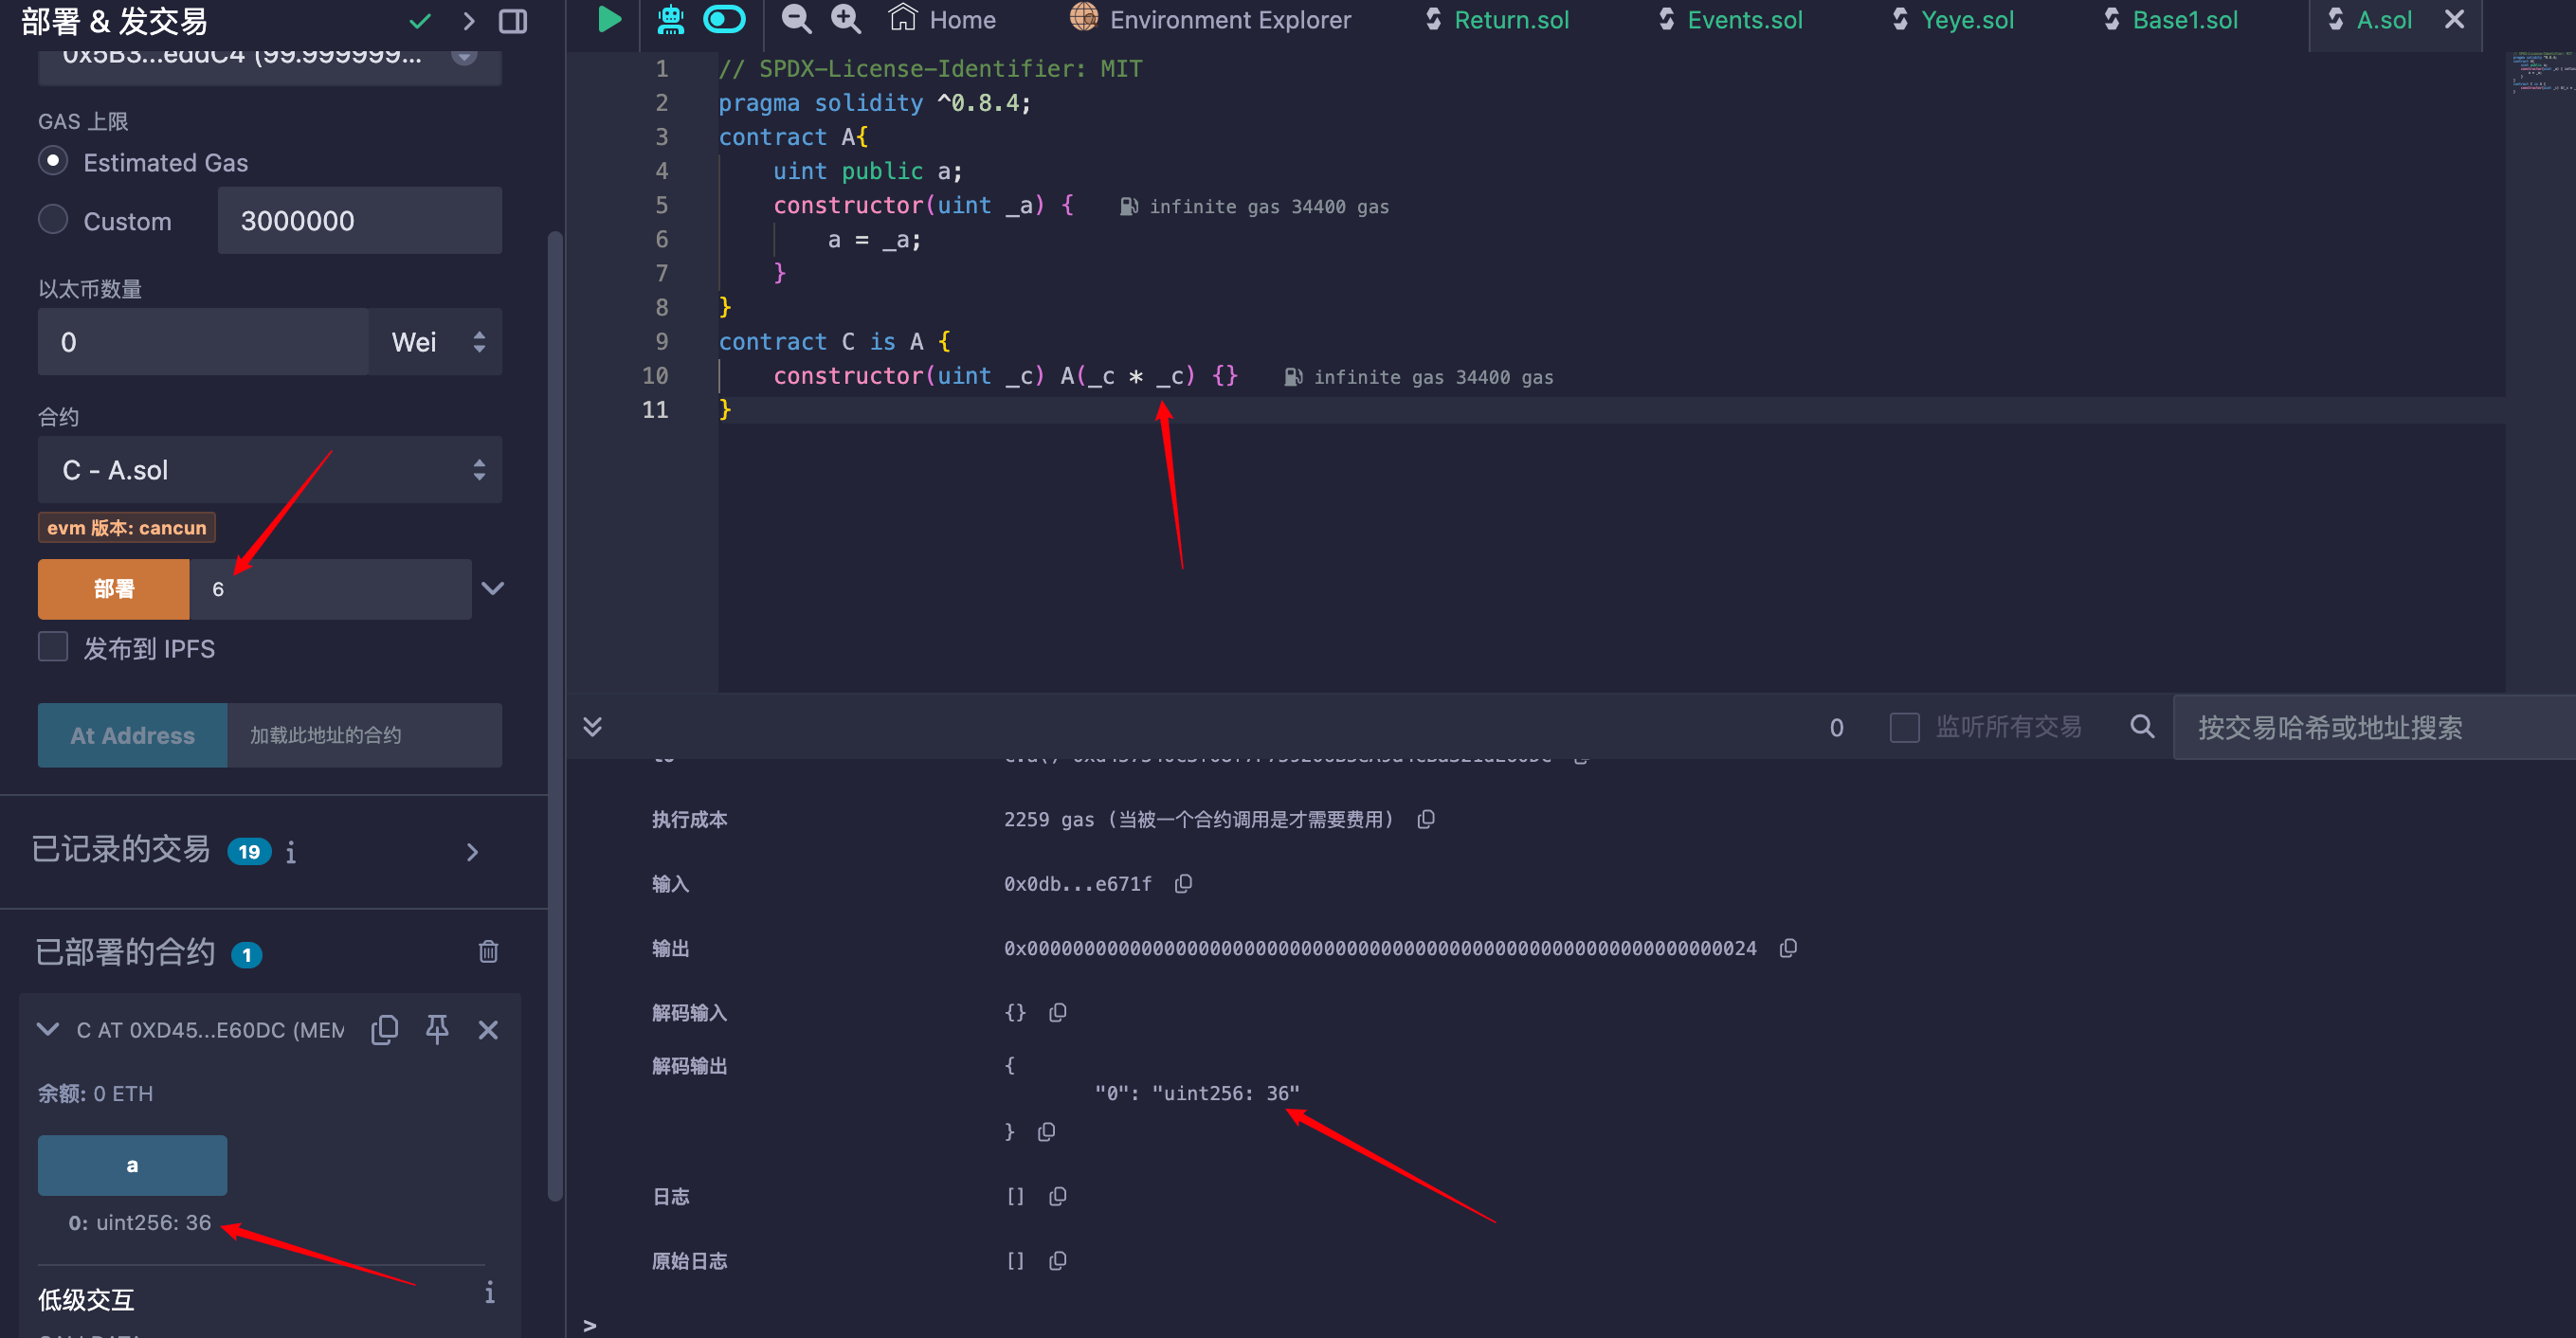 部署 & 发交易
0x5B3...eddC4 (99.999999...
GAS 上限
Estimated Gas
Custom
3000000
以太币数量
0
Wei
合约
C - A.sol
evm 版本: cancun
部署
6
发布到 IPFS
At Address
加载此地址的合约
已记录的交易 19
已部署的合约 1
C AT 0XD45...E60DC (MEM
余额: 0 ETH
a
0: uint256: 36
低级交互
Home
Environment Explorer
Return.sol
Events.sol
Yeye.sol
Base1.sol
A.sol
1 // SPDX-License-Identifier: MIT
2 pragma solidity ^0.8.4;
3 contract A{
4 uint public a;
5 constructor(uint _a) { infinite gas 34400 gas
6 a = _a;
7 }
8 }
9 contract C is A {
10 constructor(uint _c) A(_c * _c) {} infinite gas 34400 gas
11 }
0
监听所有交易
按交易哈希或地址搜索
执行成本 2259 gas (当被一个合约调用是才需要费用)
输入 0x0db...e671f
输出 0x0000000000000000000000000000000000000000000000000000000000000024
解码输入 {}
解码输出 {
"0": "uint256: 36"
}
日志 []
原始日志 []
>